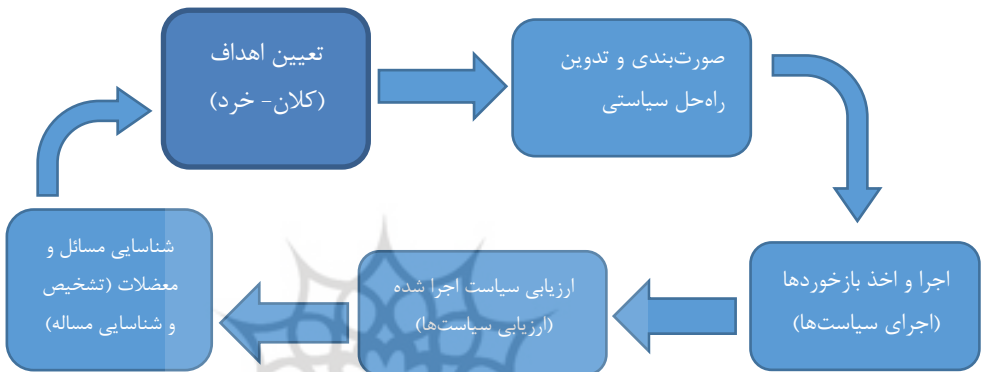 تعیین اهداف
(کلان- خرد)
صورت‌بندی و تدوین
راه‌حل سیاستی
اجرا و اخذ بازخوردها
(اجرای سیاست‌ها)
ارزیابی سیاست اجرا شده
(ارزیابی سیاست‌ها)
شناسایی مسائل و
معضلات (تشخیص
و شناسایی مساله)